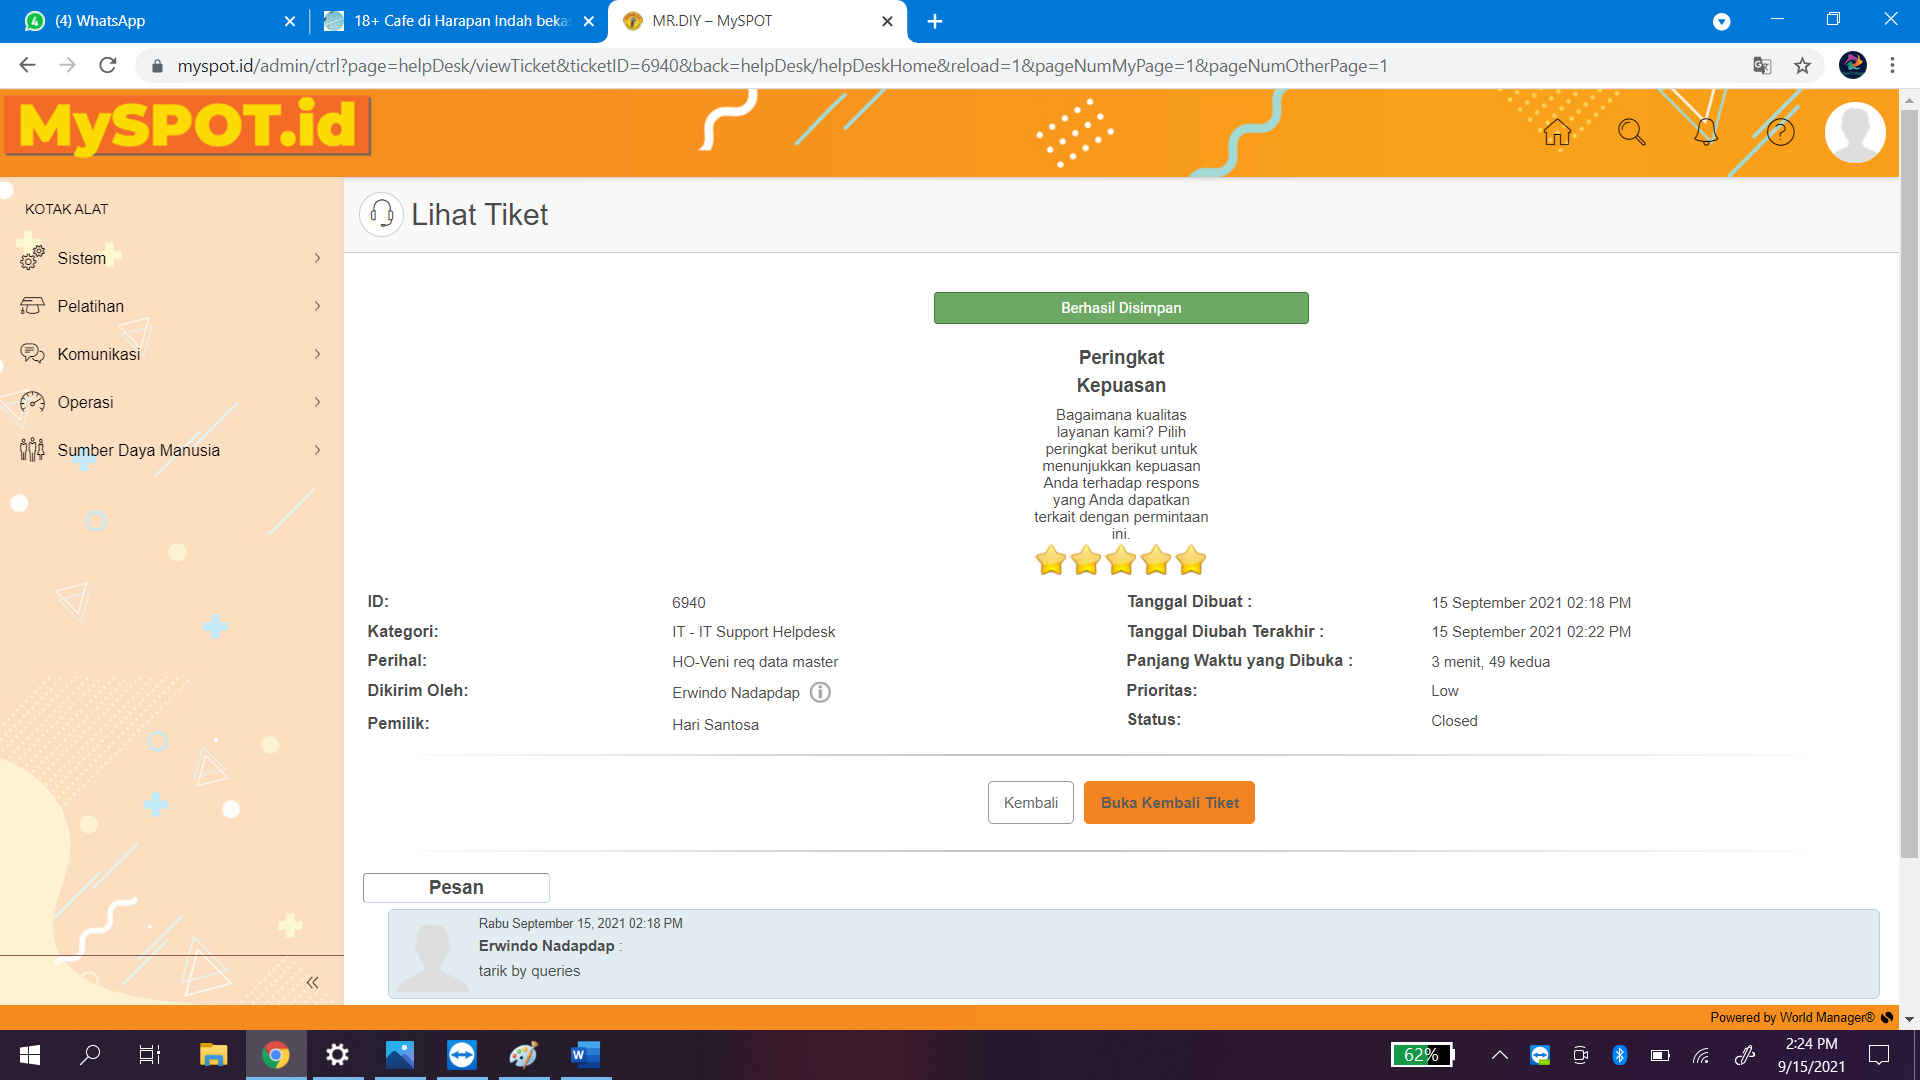 (4) WhatsApp
18+ Cafe di Harapan Indah bekas
MR.DIY – MySPOT
myspot.id/admin/ctrl?page=helpDesk/viewTicket&ticketID=6940&back=helpDesk/helpDeskHome&reload=1&pageNumMyPage=1&pageNumOtherPage=1
MySPOT.id
KOTAK ALAT
Sistem
Pelatihan
Komunikasi
Operasi
Sumber Daya Manusia
Lihat Tiket
Berhasil Disimpan
Peringkat
Kepuasan
Bagaimana kualitas
layanan kami? Pilih
peringkat berikut untuk
menunjukkan kepuasan
Anda terhadap respons
yang Anda dapatkan
terkait dengan permintaan
ini.
ID: 6940
Kategori: IT - IT Support Helpdesk
Perihal: HO-Veni req data master
Dikirim Oleh: Erwindo Nadapdap
Pemilik: Hari Santosa
Tanggal Dibuat : 15 September 2021 02:18 PM
Tanggal Diubah Terakhir : 15 September 2021 02:22 PM
Panjang Waktu yang Dibuka : 3 menit, 49 kedua
Prioritas: Low
Status: Closed
Kembali
Buka Kembali Tiket
Pesan
Rabu September 15, 2021 02:18 PM
Erwindo Nadapdap :
tarik by queries
Powered by World Manager®
62%
2:24 PM
9/15/2021